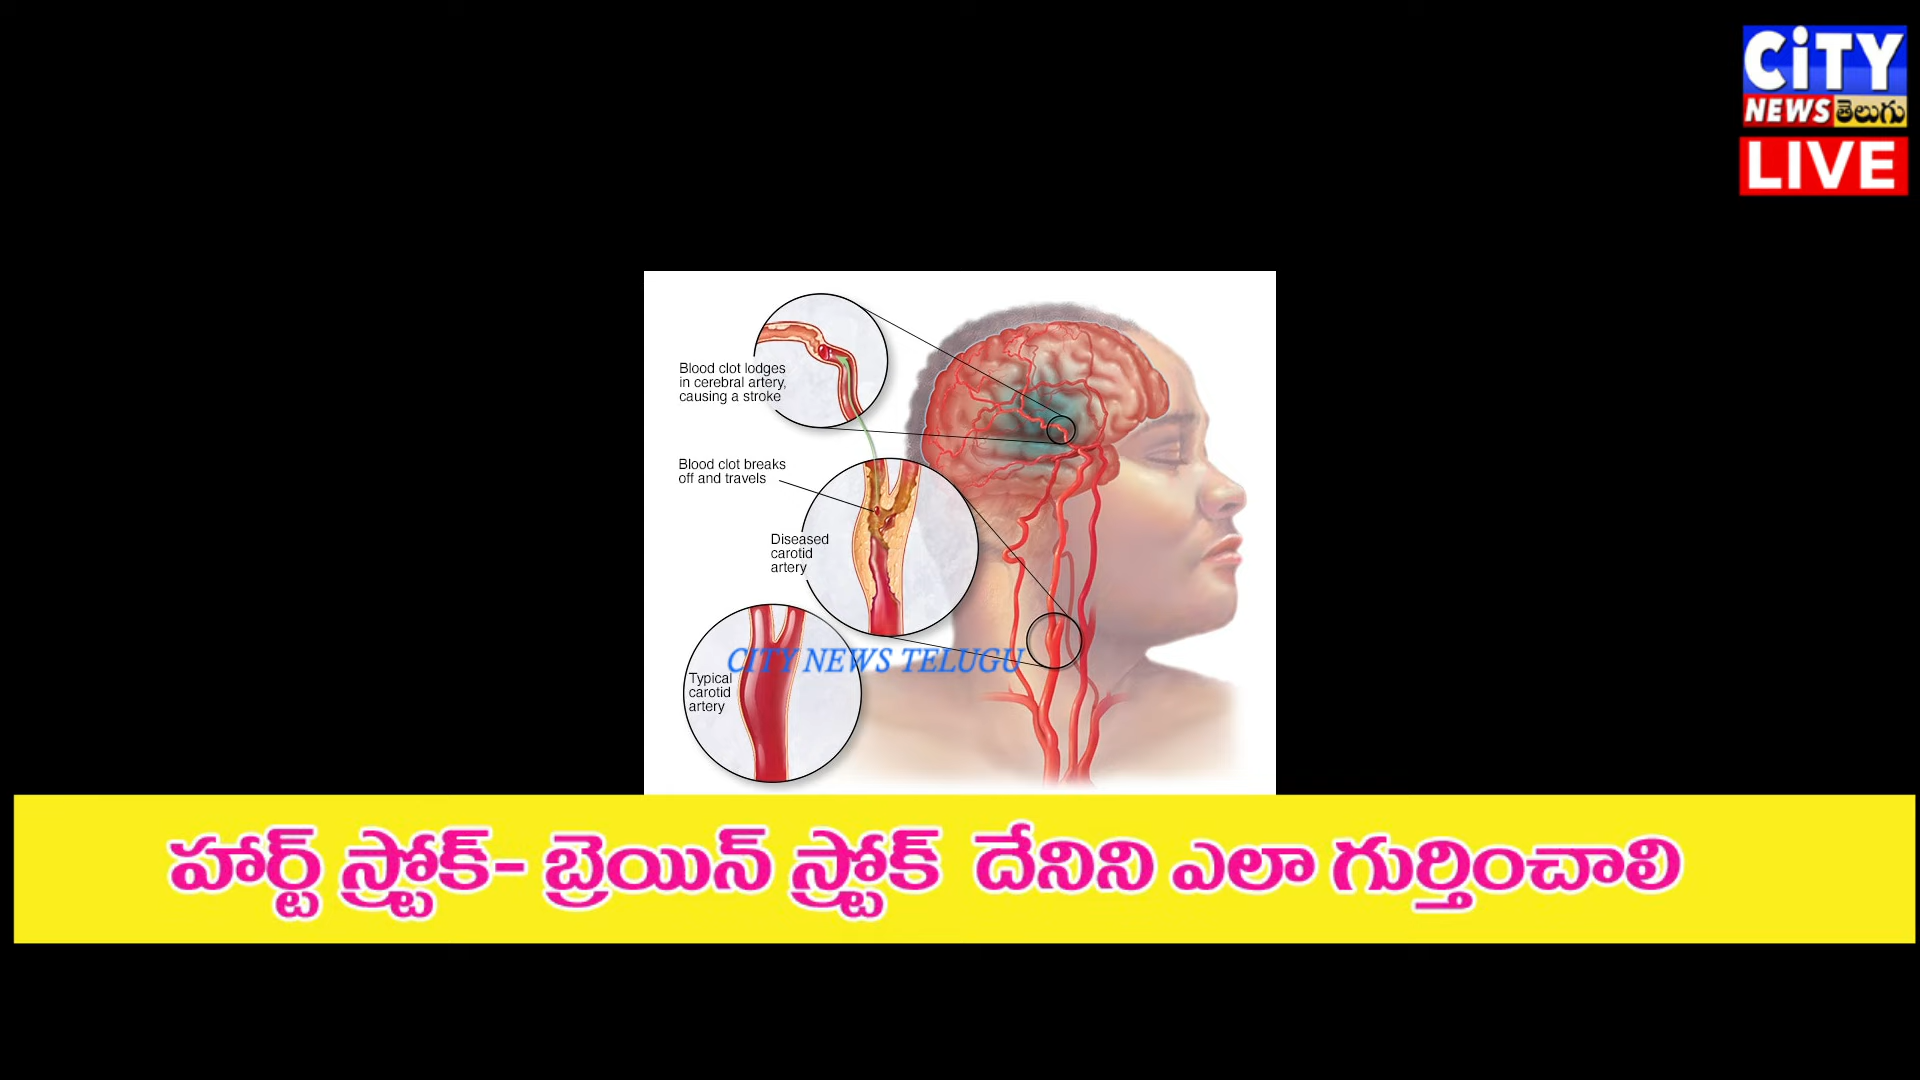 CiTY
NEWS తెలుగు
LIVE
Blood clot lodges
in cerebral artery,
causing a stroke
Blood clot breaks
off and travels
Diseased
carotid
artery
CITY NEWS TELUGU
Typical
carotid
artery
హార్ట్ స్ట్రోక్- బ్రెయిన్ స్ట్రోక్ దేనిని ఎలా గుర్తించాలి